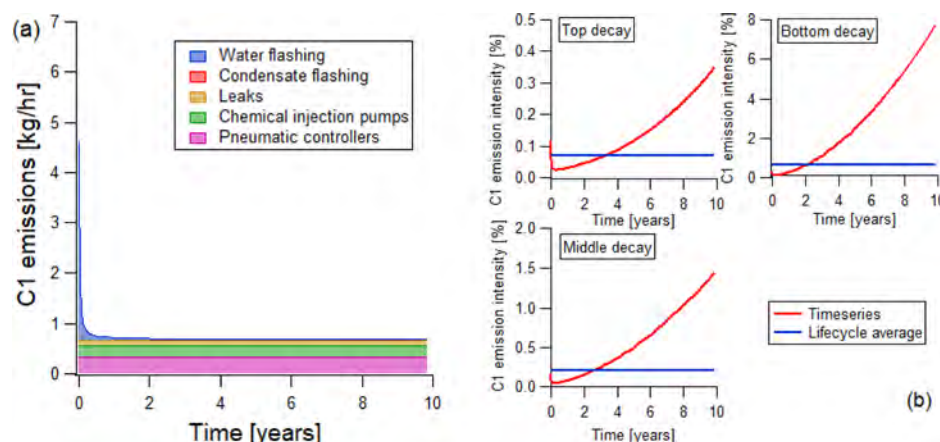 (a)
C1 emissions [kg/hr]
7
6
5
4
3
2
1
0
Water flashing
Condensate flashing
Leaks
Chemical injection pumps
Pneumatic controllers
0 2 4 6 8 10
Time [years]
C1 emission intensity [%]
0.5
0.4
0.3
0.2
0.1
0.0
Top decay
0 2 4 6 8 10
Time [years]
C1 emission intensity [%]
8
6
4
2
0
Bottom decay
0 2 4 6 8 10
Time [years]
C1 emission intensity [%]
2.0
1.5
1.0
0.5
0.0
Middle decay
0 2 4 6 8 10
Time [years]
Timeseries
Lifecycle average
(b)